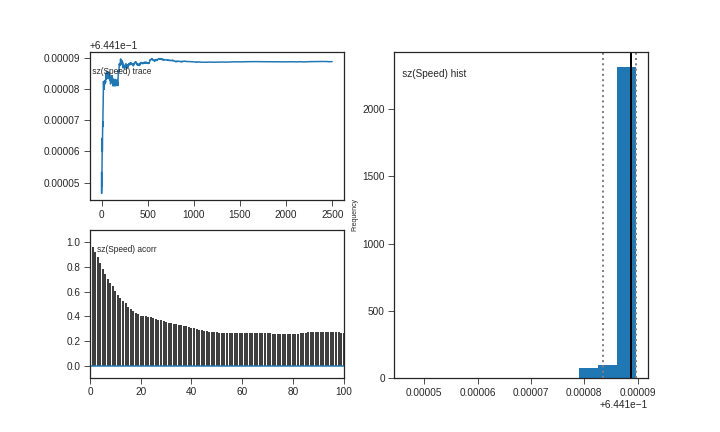 +6.441e−1
0.00009
sz(Speed) trace
0.00008
0.00007
0.00006
0.00005
0 500 1000 1500 2000 2500
1.0
sz(Speed) acorr
0.8
0.6
0.4
0.2
0.0
0 20 40 60 80 100
sz(Speed) hist
2000
1500
Frequency
1000
500
0
0.00005 0.00006 0.00007 0.00008 0.00009
+6.441e−1